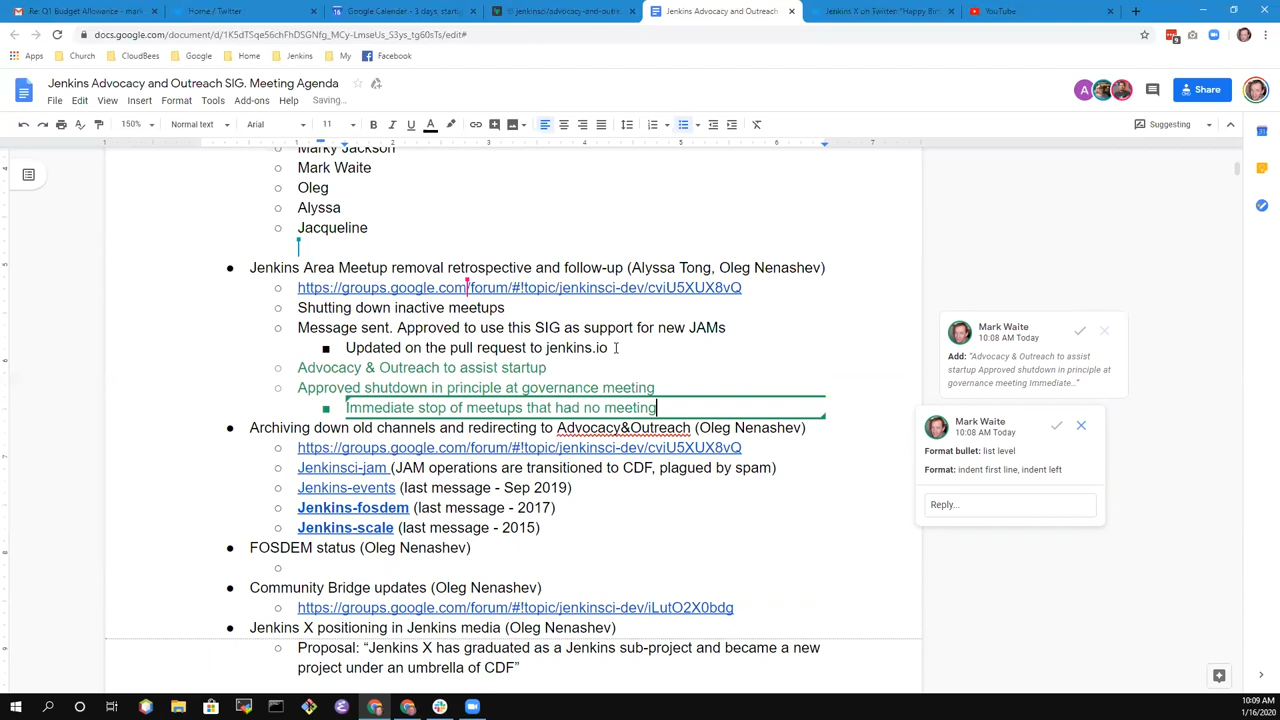 Re: Q1 Budget Allowance - mark
Home / Twitter
Google Calendar - 3 days, starti
jenkinsci/advocacy-and-outre
Jenkins Advocacy and Outreach
Jenkins X on Twitter: "Happy Bir
YouTube
docs.google.com/document/d/1K5dTSqe56chFhDSGNfg_MCy-LmseUs_S3ys_tg60sTs/edit#
Apps
Church
CloudBees
Google
Home
Jenkins
My
Facebook
Jenkins Advocacy and Outreach SIG. Meeting Agenda
File Edit View Insert Format Tools Add-ons Help Saving...
A
Share
150% Normal text Arial 11 B I U A Suggesting
1 1 2 3 4 5 6 7
Marky Jackson
Mark Waite
Oleg
Alyssa
Jacqueline
Jenkins Area Meetup removal retrospective and follow-up (Alyssa Tong, Oleg Nenashev)
https://groups.google.com/forum/#!topic/jenkinsci-dev/cviU5XUX8vQ
Shutting down inactive meetups
Message sent. Approved to use this SIG as support for new JAMs
Updated on the pull request to jenkins.io
Advocacy & Outreach to assist startup
Approved shutdown in principle at governance meeting
Immediate stop of meetups that had no meeting
Archiving down old channels and redirecting to Advocacy&Outreach (Oleg Nenashev)
https://groups.google.com/forum/#!topic/jenkinsci-dev/cviU5XUX8vQ
Jenkinsci-jam (JAM operations are transitioned to CDF, plagued by spam)
Jenkins-events (last message - Sep 2019)
Jenkins-fosdem (last message - 2017)
Jenkins-scale (last message - 2015)
FOSDEM status (Oleg Nenashev)
Community Bridge updates (Oleg Nenashev)
https://groups.google.com/forum/#!topic/jenkinsci-dev/iLutO2X0bdg
Jenkins X positioning in Jenkins media (Oleg Nenashev)
Proposal: “Jenkins X has graduated as a Jenkins sub-project and became a new
project under an umbrella of CDF”
Mark Waite
10:08 AM Today
Add: “Advocacy & Outreach to assist
startup Approved shutdown in principle at
governance meeting Immediate...”
Mark Waite
10:08 AM Today
Format bullet: list level
Format: indent first line, indent left
Reply...
10:09 AM
1/16/2020